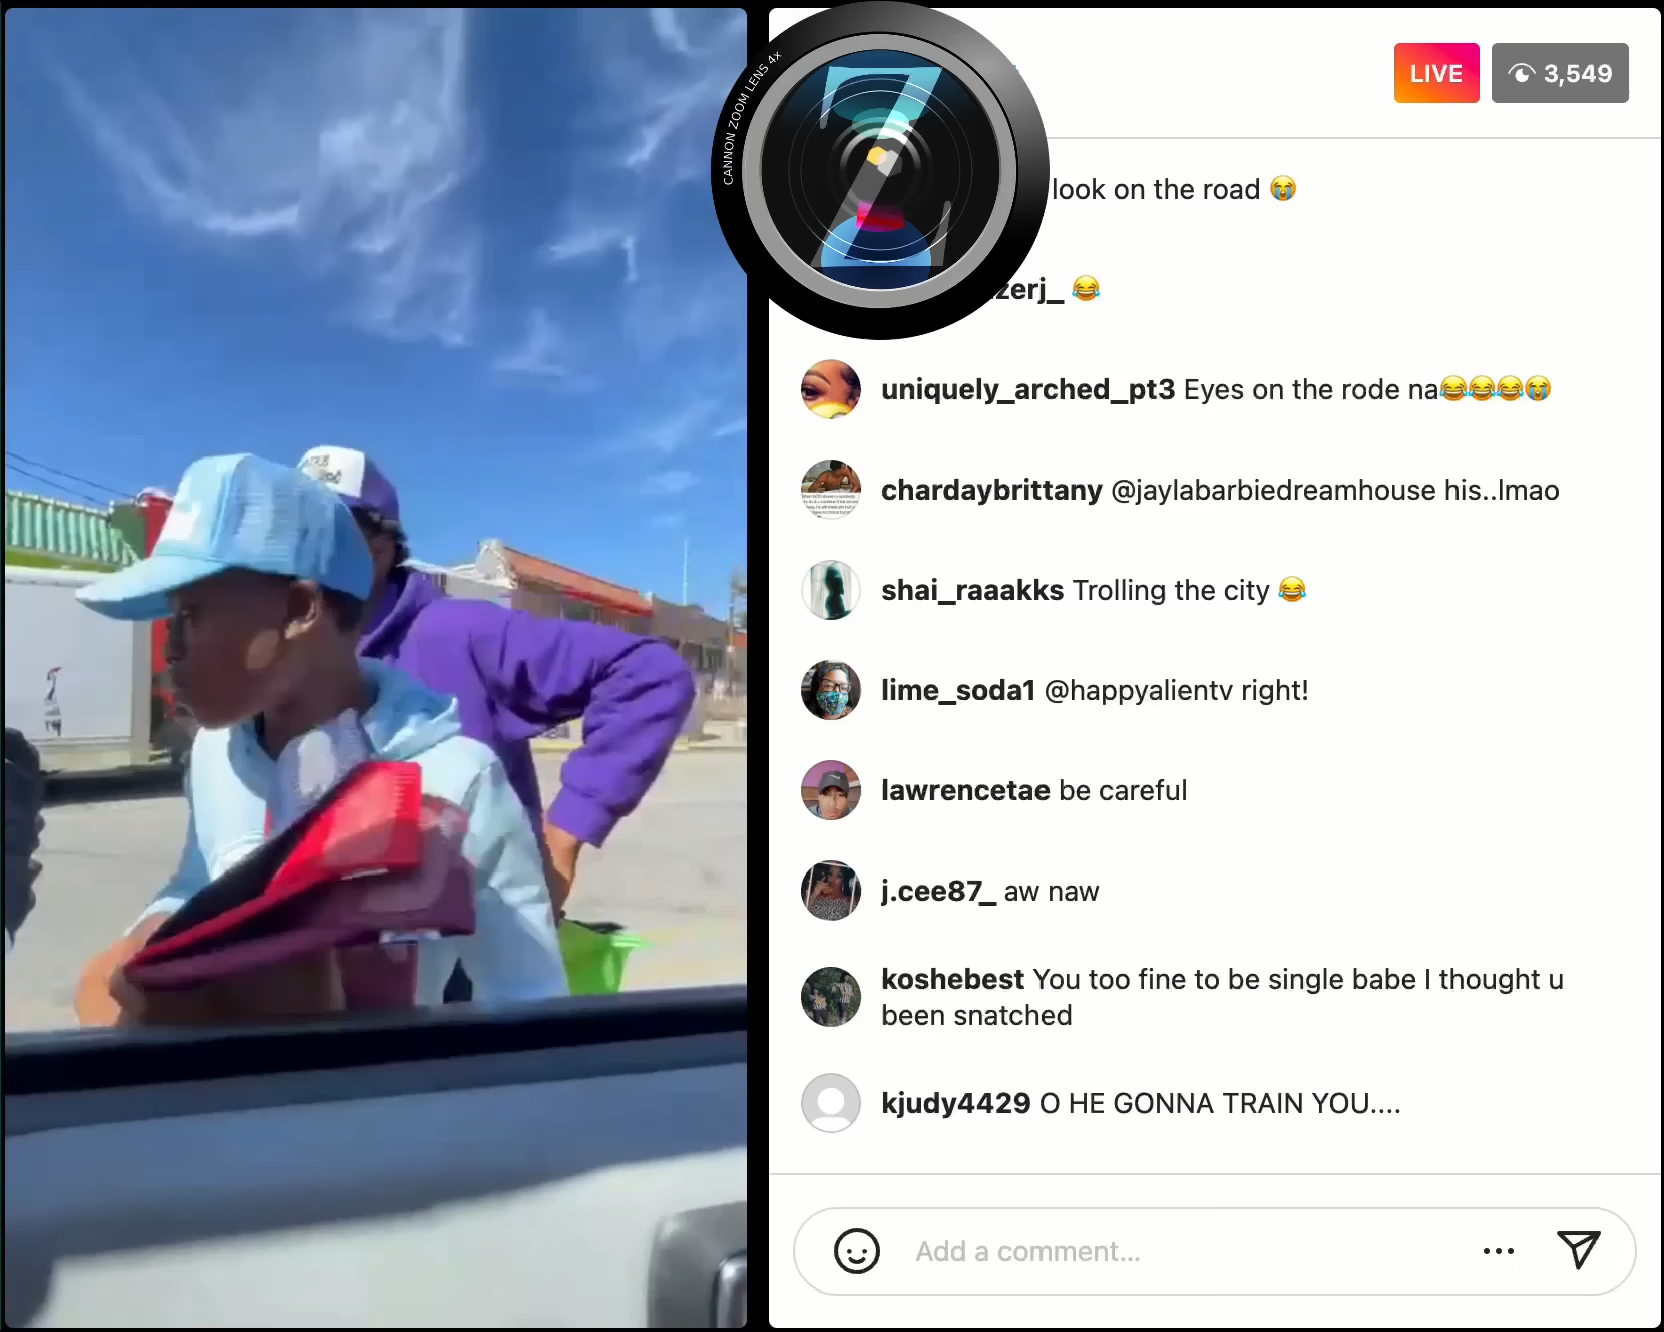 CANNON ZOOM LENS 4x
Z
LIVE
3,549
look on the road 😭
zerj_ 😂
uniquely_arched_pt3 Eyes on the rode na😂😂😂😭
chardaybrittany @jaylabarbiedreamhouse his..lmao
shai_raaakks Trolling the city 😂
lime_soda1 @happyalientv right!
lawrencetae be careful
j.cee87_ aw naw
koshebest You too fine to be single babe I thought u
been snatched
kjudy4429 O HE GONNA TRAIN YOU....
Add a comment...